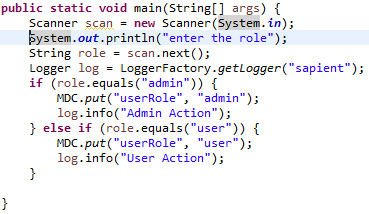 public static void main(String[] args) {
    Scanner scan = new Scanner(System.in);
    System.out.println("enter the role");
    String role = scan.next();
    Logger log = LoggerFactory.getLogger("sapient");
    if (role.equals("admin")) {
        MDC.put("userRole", "admin");
        log.info("Admin Action");
    } else if (role.equals("user")) {
        MDC.put("userRole", "user");
        log.info("User Action");
    }
}